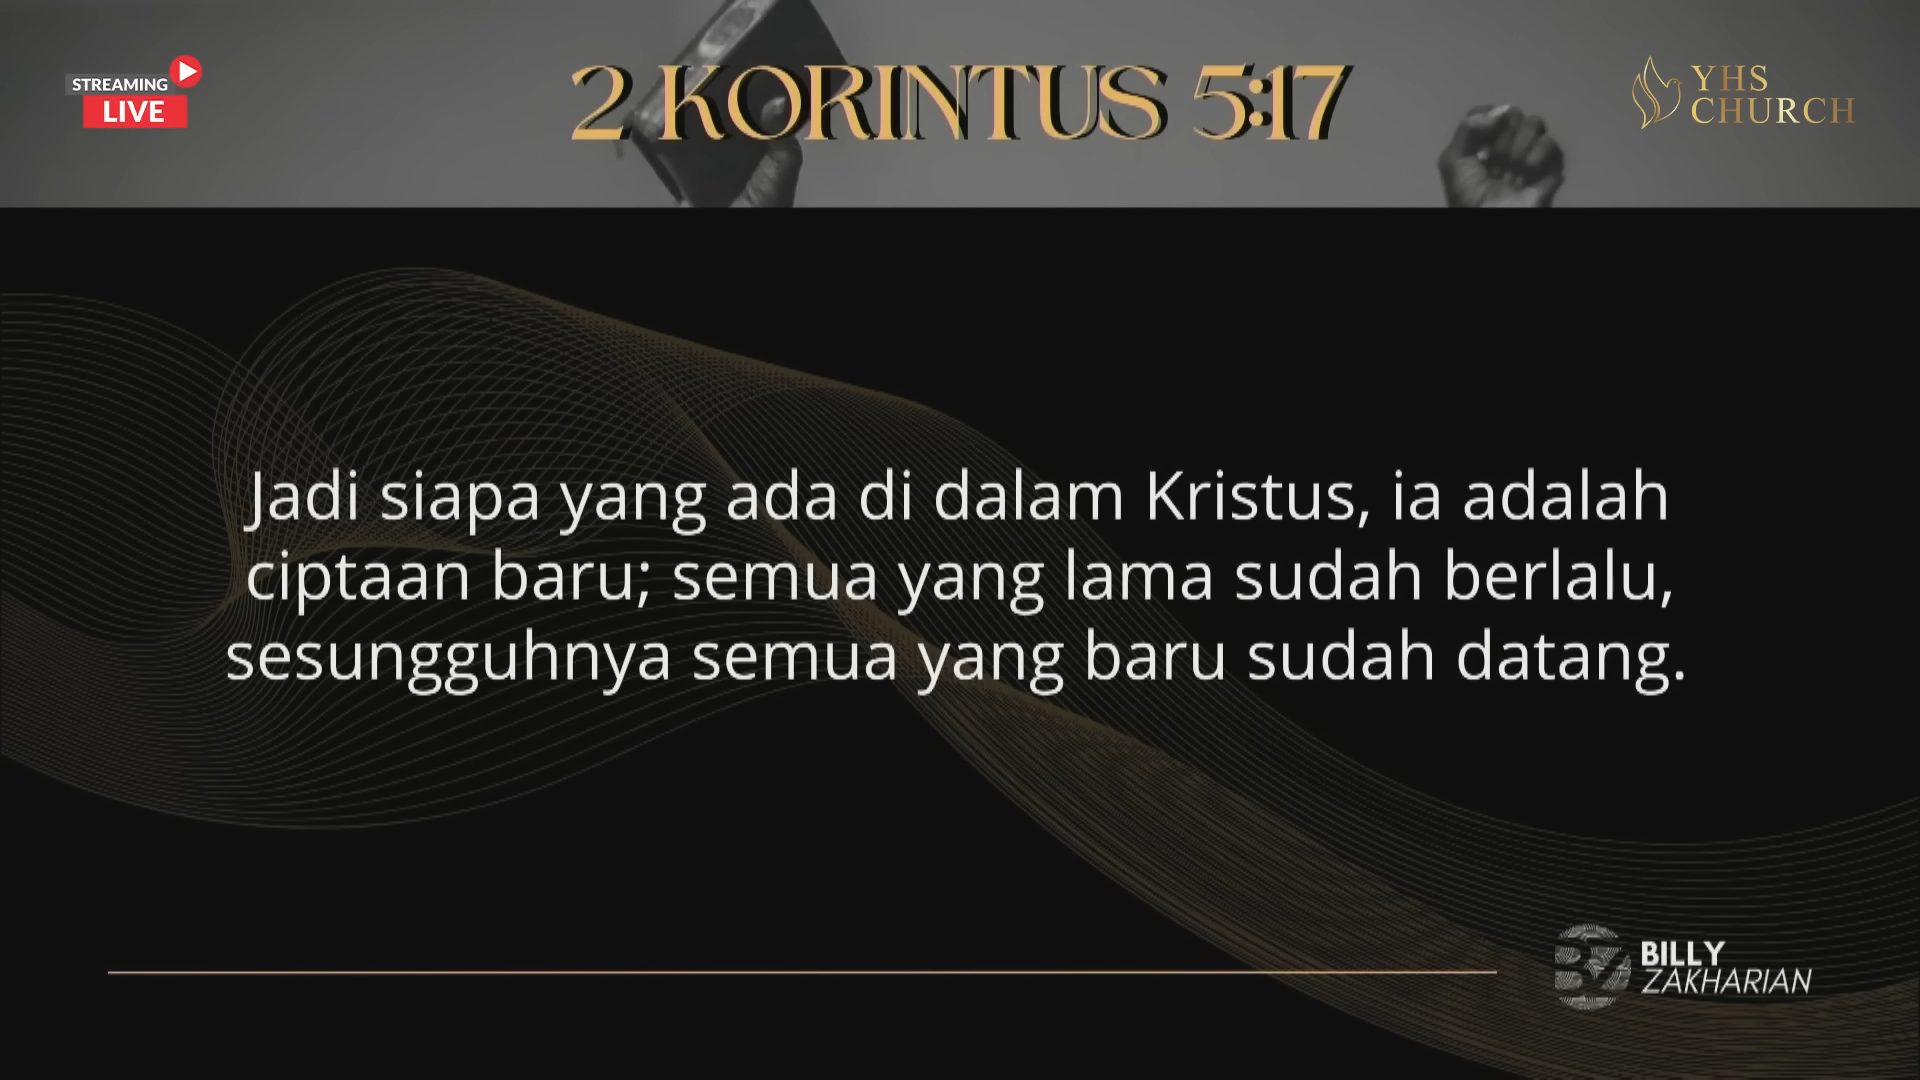 STREAMING
LIVE
2 KORINTUS 5:17
YHS
CHURCH
Jadi siapa yang ada di dalam Kristus, ia adalah
ciptaan baru; semua yang lama sudah berlalu,
sesungguhnya semua yang baru sudah datang.
BZ
BILLY
ZAKHARIAN